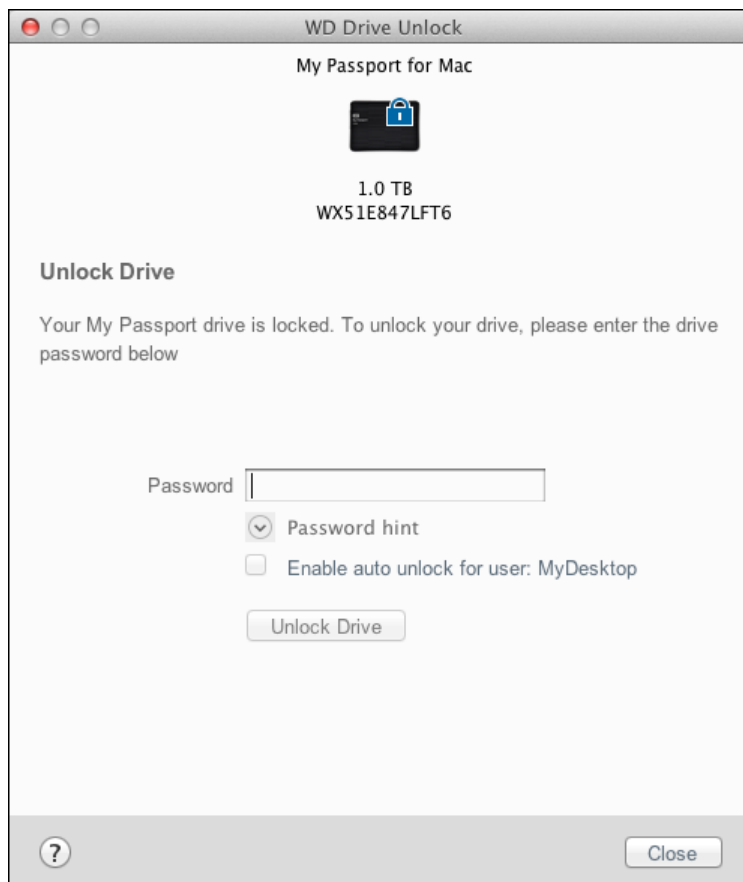 WD Drive Unlock
My Passport for Mac
1.0 TB
WX51E847LFT6
Unlock Drive
Your My Passport drive is locked. To unlock your drive, please enter the drive
password below
Password
Password hint
Enable auto unlock for user: MyDesktop
Unlock Drive
?
Close